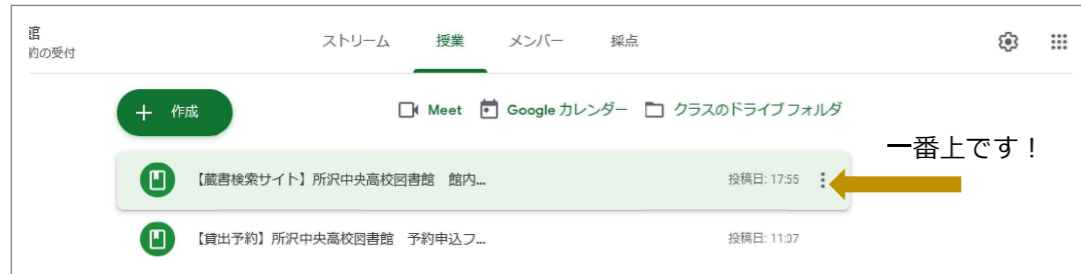 館
約の受付
ストリーム 授業 メンバー 採点
+ 作成
Meet Google カレンダー クラスのドライブ フォルダ
一番上です！
【蔵書検索サイト】所沢中央高校図書館 館内... 投稿日: 17:55
【貸出予約】所沢中央高校図書館 予約申込フ... 投稿日: 11:07